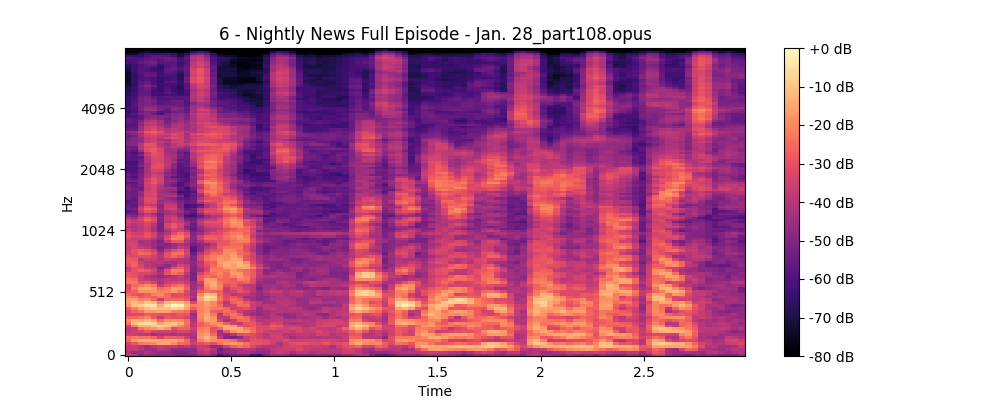 6 - Nightly News Full Episode - Jan. 28_part108.opus
Hz
4096
2048
1024
512
0
0
0.5
1
1.5
2
2.5
Time
+0 dB
-10 dB
-20 dB
-30 dB
-40 dB
-50 dB
-60 dB
-70 dB
-80 dB